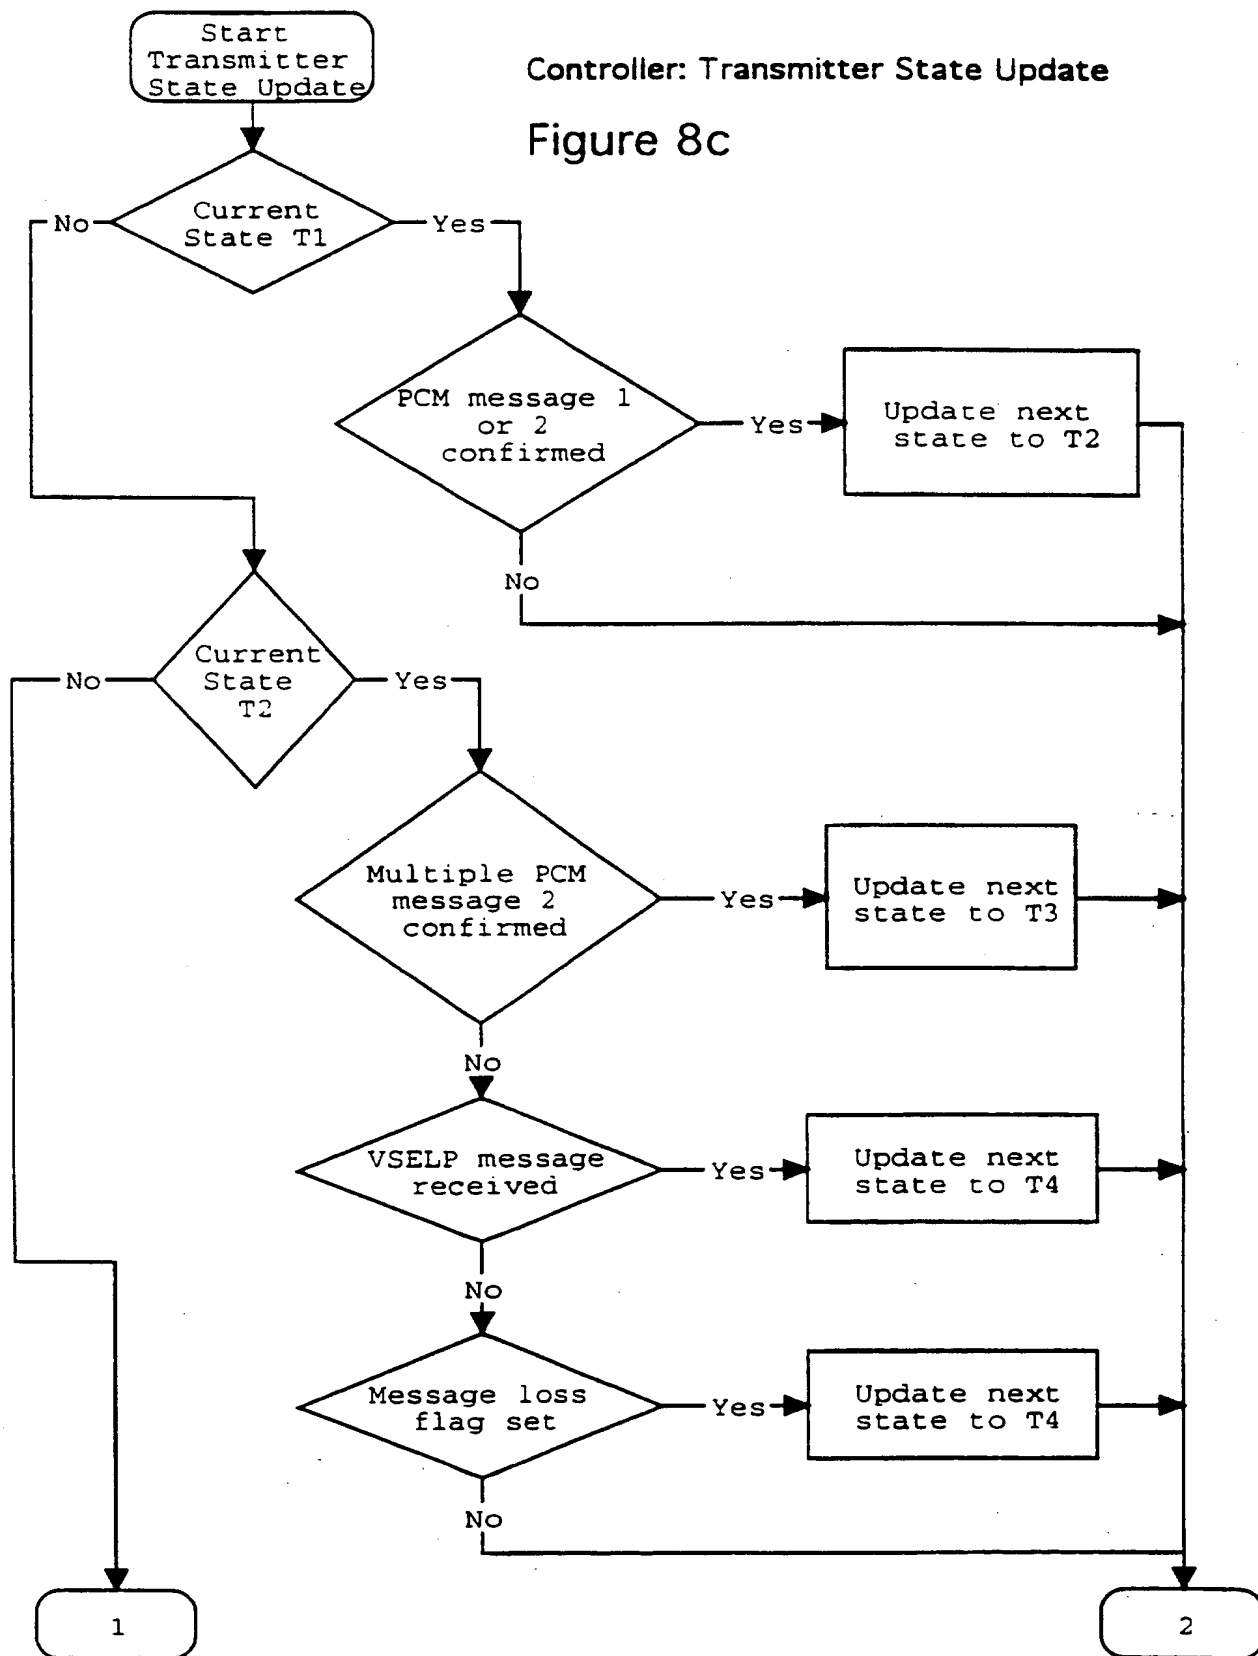 Start
Transmitter
State Update
Controller: Transmitter State Update
Figure 8c
Current
State T1
No
Yes
PCM message 1
or 2
confirmed
Yes
Update next
state to T2
No
Current
State
T2
No
Yes
Multiple PCM
message 2
confirmed
Yes
Update next
state to T3
No
VSELP message
received
Yes
Update next
state to T4
No
Message loss
flag set
Yes
Update next
state to T4
No
1
2